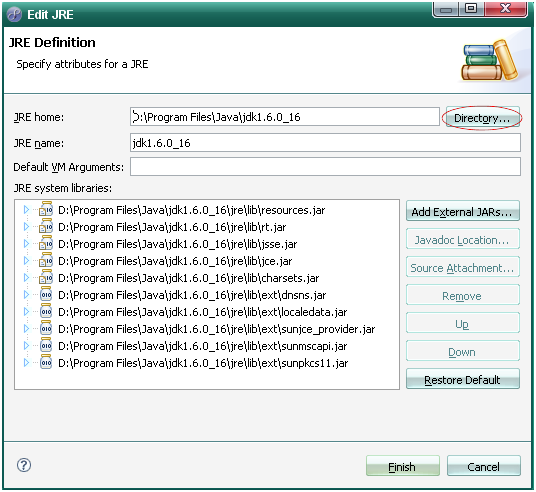 Edit JRE
JRE Definition
Specify attributes for a JRE
JRE home: D:\Program Files\Java\jdk1.6.0_16 Directory...
JRE name: jdk1.6.0_16
Default VM Arguments:
JRE system libraries:
D:\Program Files\Java\jdk1.6.0_16\jre\lib\resources.jar
D:\Program Files\Java\jdk1.6.0_16\jre\lib\rt.jar
D:\Program Files\Java\jdk1.6.0_16\jre\lib\jsse.jar
D:\Program Files\Java\jdk1.6.0_16\jre\lib\jce.jar
D:\Program Files\Java\jdk1.6.0_16\jre\lib\charsets.jar
D:\Program Files\Java\jdk1.6.0_16\jre\lib\ext\dnsns.jar
D:\Program Files\Java\jdk1.6.0_16\jre\lib\ext\localedata.jar
D:\Program Files\Java\jdk1.6.0_16\jre\lib\ext\sunjce_provider.jar
D:\Program Files\Java\jdk1.6.0_16\jre\lib\ext\sunmscapi.jar
D:\Program Files\Java\jdk1.6.0_16\jre\lib\ext\sunpkcs11.jar
Add External JARs...
Javadoc Location...
Source Attachment...
Remove
Up
Down
Restore Default
?
Finish Cancel